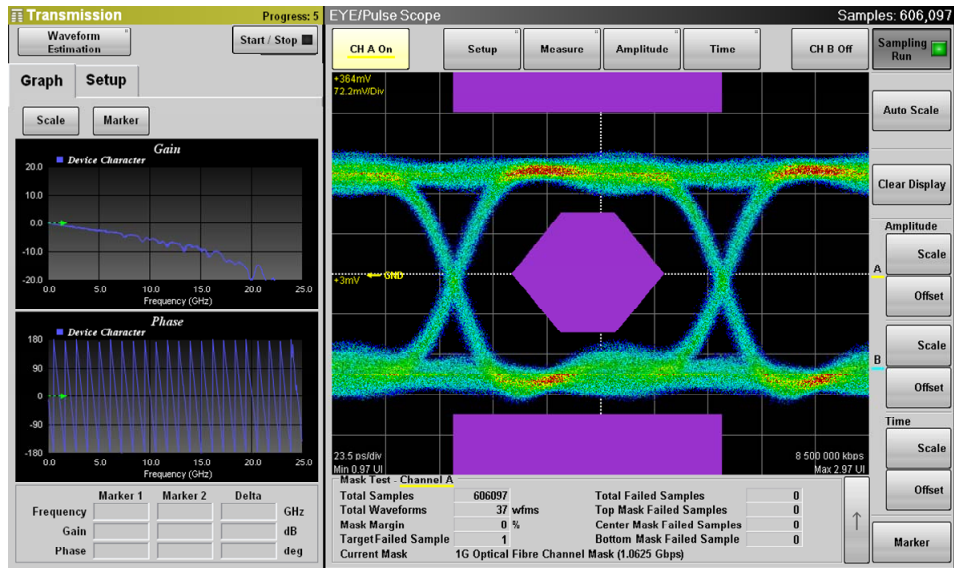 Transmission Progress: 5
Waveform
Estimation
Start / Stop
Graph Setup
Scale Marker
Gain
Device Character
20.0
10.0
0.0
-10.0
-20.0
0.0 5.0 10.0 15.0 20.0 25.0
Frequency (GHz)
Phase
Device Character
180
90
0
-90
-180
0.0 5.0 10.0 15.0 20.0 25.0
Frequency (GHz)
Marker 1 Marker 2 Delta
Frequency GHz
Gain dB
Phase deg
EYE/Pulse Scope Samples: 606,097
CH A On Setup Measure Amplitude Time CH B Off
Sampling
Run
+364mV
72.2mV/Div
+3mV GND
23.5 ps/div 8 500 000 kbps
Min 0.97 UI Max 2.97 UI
Auto Scale
Clear Display
Amplitude
A
Scale
Offset
B
Scale
Offset
Time
Scale
Offset
Marker
Mask Test - Channel A
Total Samples 606097 Total Failed Samples 0
Total Waveforms 37 wfms Top Mask Failed Samples 0
Mask Margin 0 % Center Mask Failed Samples 0
Target Failed Sample 1 Bottom Mask Failed Sample 0
Current Mask 1G Optical Fibre Channel Mask (1.0625 Gbps)